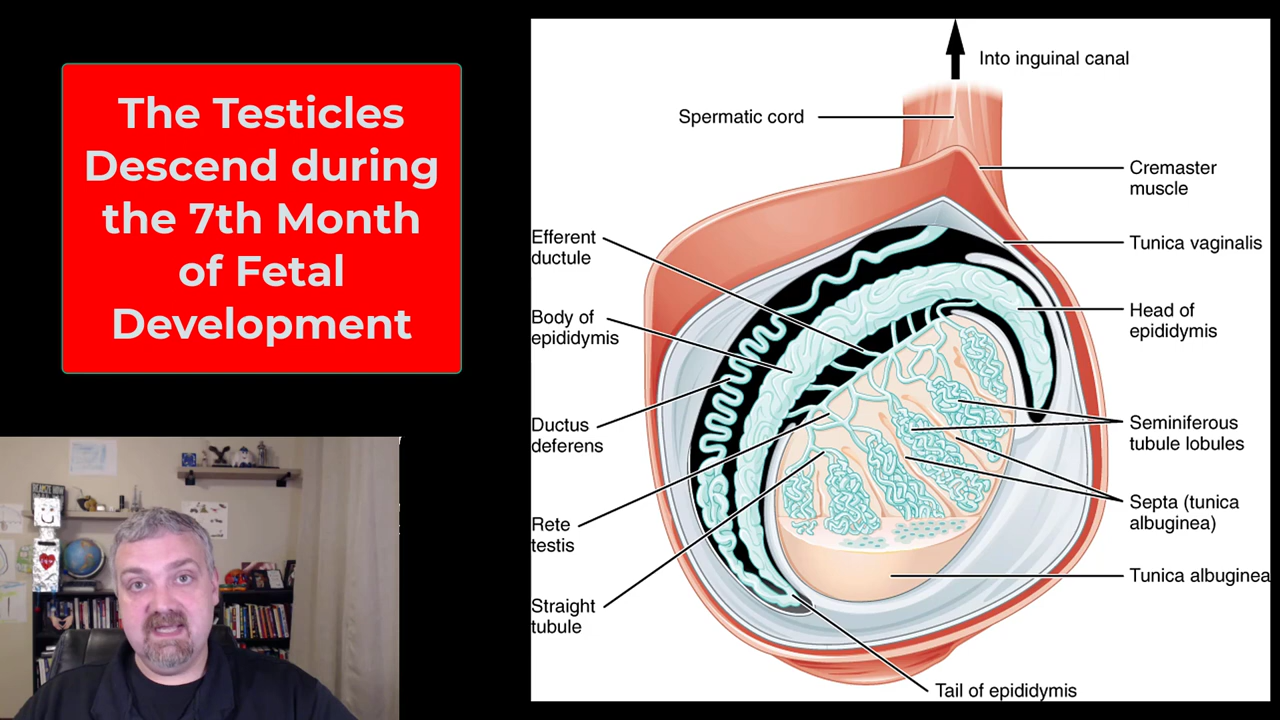 The Testicles
Descend during
the 7th Month
of Fetal
Development
Into inguinal canal
Spermatic cord
Cremaster
muscle
Tunica vaginalis
Efferent
ductule
Head of
epididymis
Body of
epididymis
Ductus
deferens
Seminiferous
tubule lobules
Septa (tunica
albuginea)
Rete
testis
Tunica albuginea
Straight
tubule
Tail of epididymis